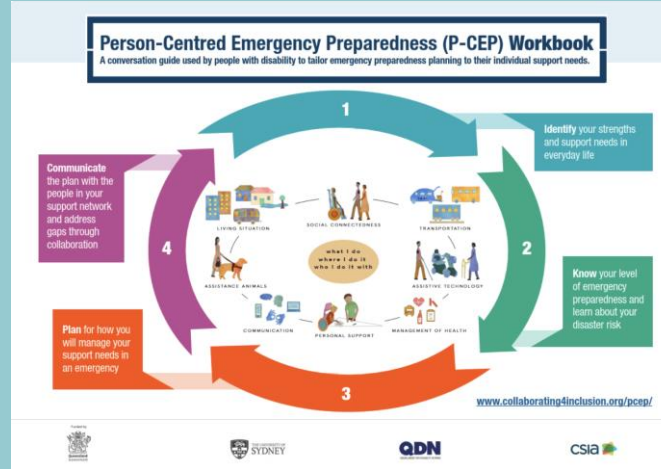 Person-Centred Emergency Preparedness (P-CEP) Workbook
A conversation guide used by people with disability to tailor emergency preparedness planning to their individual support needs.
1
Identify your strengths
and support needs in
everyday life
2
Know your level
of emergency
preparedness and
learn about your
disaster risk
3
Plan for how you
will manage your
support needs in
an emergency
4
Communicate
the plan with the
people in your
support network
and address
gaps through
collaboration
LIVING SITUATION
SOCIAL CONNECTEDNESS
TRANSPORTATION
what I do
where I do it
who I do it with
ASSISTANCE ANIMALS
ASSISTIVE TECHNOLOGY
COMMUNICATION
PERSONAL SUPPORT
MANAGEMENT OF HEALTH
www.collaborating4inclusion.org/pcep/
THE UNIVERSITY OF
SYDNEY
QDN
csia